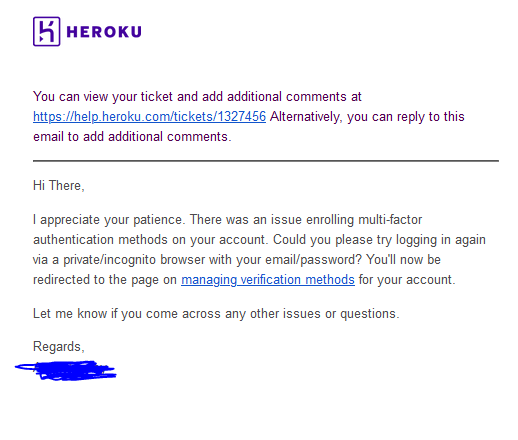 HEROKU
You can view your ticket and add additional comments at
https://help.heroku.com/tickets/1327456 Alternatively, you can reply to this
email to add additional comments.
Hi There,
I appreciate your patience. There was an issue enrolling multi-factor
authentication methods on your account. Could you please try logging in again
via a private/incognito browser with your email/password? You'll now be
redirected to the page on managing verification methods for your account.
Let me know if you come across any other issues or questions.
Regards,